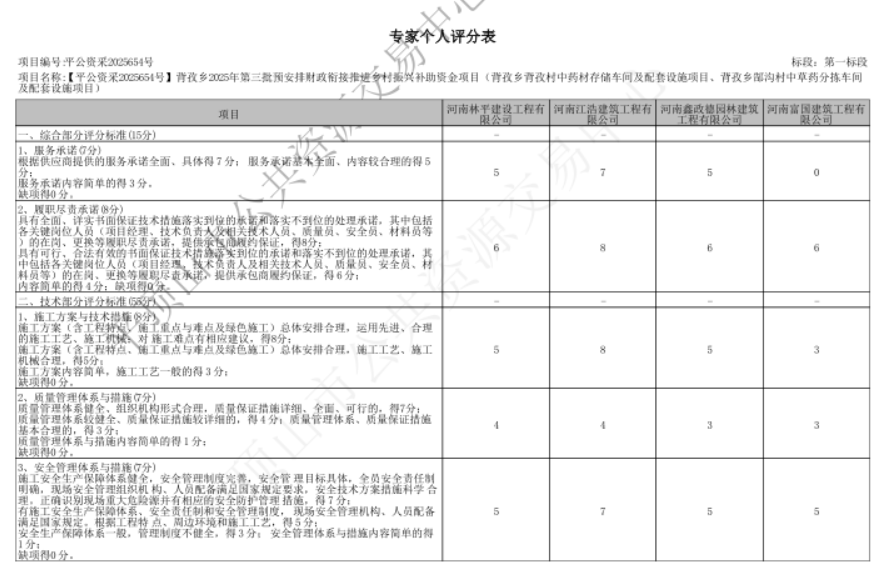 专家个人评分表
项目编号:平公资采2025654号 标段：第一标段
项目名称:【平公资采2025654号】背孜乡2025年第三批预安排财政衔接推进乡村振兴补助资金项目（背孜乡背孜村中药材存储车间及配套设施项目、背孜乡郜沟村中草药分拣车间
及配套设施项目）
项目 河南林平建设工程有限公司 河南江浩建筑工程有限公司 河南鑫政德园林建筑工程有限公司 河南富国建筑工程有限公司
一、综合部分评分标准(15分) – – – –
1、服务承诺(7分)
根据供应商提供的服务承诺全面、具体得 7 分； 服务承诺基本全面、内容较合理的得 5
分；
服务承诺内容简单的得 3 分。
缺项得0 分。
5 7 5 0
2、履职尽责承诺(8分)
具有全面、详实书面保证技术措施落实到位的承诺和落实不到位的处理承诺，其中包括
各关键岗位人员（项目经理、技术负责人及相关技术人员、质量员、安全员、材料员等
）的在岗、更换等履职尽责承诺，提供承包商履约保证，得8分；
具有可行、合法有效的书面保证技术措施落实到位的承诺和落实不到位的处理承诺，其
中包括各关键岗位人员（项目经理、技术负责人及相关技术人员、质量员、安全员、材
料员等）的在岗、更换等履职尽责承诺，提供承包商履约保证，得 6 分；
内容简单的得 4 分；缺项得0分。
6 8 6 6
二、技术部分评分标准(55分) – – – –
1、施工方案与技术措施(8分)
施工方案（含工程特点、施工重点与难点及绿色施工）总体安排合理，运用先进、合理
的施工工艺、施工机械；对 施工难点有相应建议，得8分；
施工方案（含工程特点、施工重点与难点及绿色施工）总体安排合理，施工工艺、施工
机械合理，得5分；
施工方案内容简单，施工工艺一般的得 3 分；
缺项得0 分。
5 8 5 3
2、质量管理体系与措施(7分)
质量管理体系健全、组织机构形式合理，质量保证措施详细、全面、可行的，得7分；
质量管理体系较健全、质量保证措施较详细的，得 4 分；质量管理体系、质量保证措施
基本合理的，得 3 分；
质量管理体系与措施内容简单的得 1 分；
缺项得0 分。
4 4 3 3
3、安全管理体系与措施(7分)
施工安全生产保障体系健全，安全管理制度完善，安全管 理目标具体，全员安全责任制
明确，现场安全管理组织机 构、人员配备满足国家规定要求，安全技术方案措施科学 合
理。正确识别现场重大危险源并有相应的安全防护管理 措施，得 7 分；
有施工安全生产保障体系、安全责任制和安全管理制度， 现场安全管理机构、人员配备
满足国家规定。根据工程特 点、周边环境和施工工艺，得 5 分；
安全生产保障体系一般，管理制度不健全，得 3 分； 安全管理体系与措施内容简单的得
1 分；
缺项得0 分。
5 7 5 5
平顶山市公共资源交易中心
顶山市公共资源交易中心